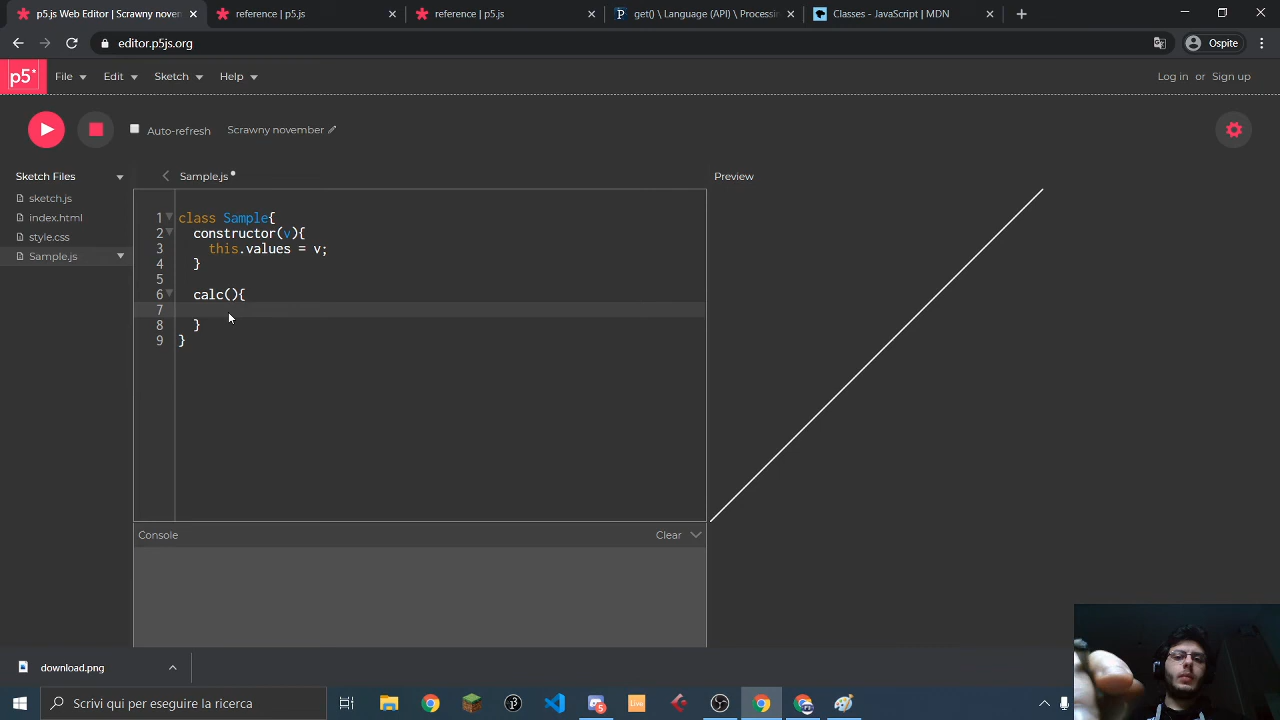 p5.js Web Editor | Scrawny noven
reference | p5.js
reference | p5.js
get() \ Language (API) \ Processin
Classes - JavaScript | MDN
editor.p5js.org
Ospite
p5*
File
Edit
Sketch
Help
Log in or Sign up
Auto-refresh
Scrawny november
Sketch Files
Sample.js
Preview
sketch.js
index.html
style.css
Sample.js
1 class Sample{
2 constructor(v){
3 this.values = v;
4 }
5
6 calc(){
7
8 }
9 }
Console
Clear
download.png
Scrivi qui per eseguire la ricerca
Live